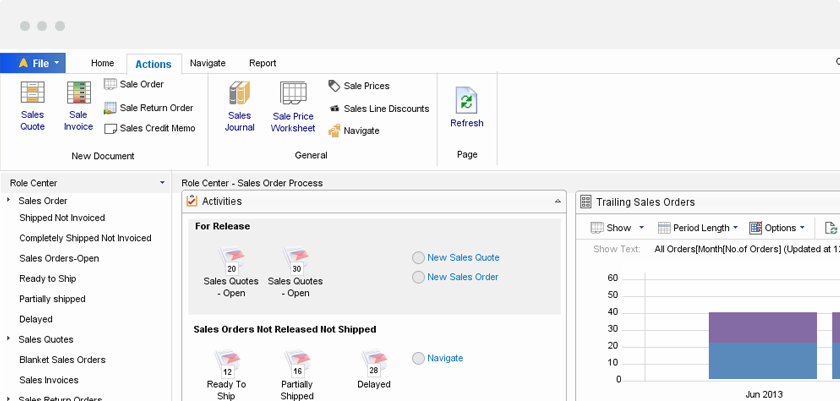 File
Home
Actions
Navigate
Report
Sales
Quote
Sale
Invoice
Sale Order
Sale Return Order
Sales Credit Memo
New Document
Sales
Journal
Sale Price
Worksheet
Sale Prices
Sales Line Discounts
Navigate
General
Refresh
Page
Role Center
Sales Order
Shipped Not Invoiced
Completely Shipped Not Invoiced
Sales Orders-Open
Ready to Ship
Partially shipped
Delayed
Sales Quotes
Blanket Sales Orders
Sales Invoices
Sales Return Orders
Role Center - Sales Order Process
Activities
For Release
20
Sales Quotes
- Open
30
Sales Quotes
- Open
New Sales Quote
New Sales Order
Sales Orders Not Released Not Shipped
12
Ready To
Ship
16
Partially
Shipped
28
Delayed
Navigate
Trailing Sales Orders
Show
Period Length
Options
Show Text:
All Orders[Month[No.of Orders] (Updated at
60
50
40
30
20
10
0
Jun 2013